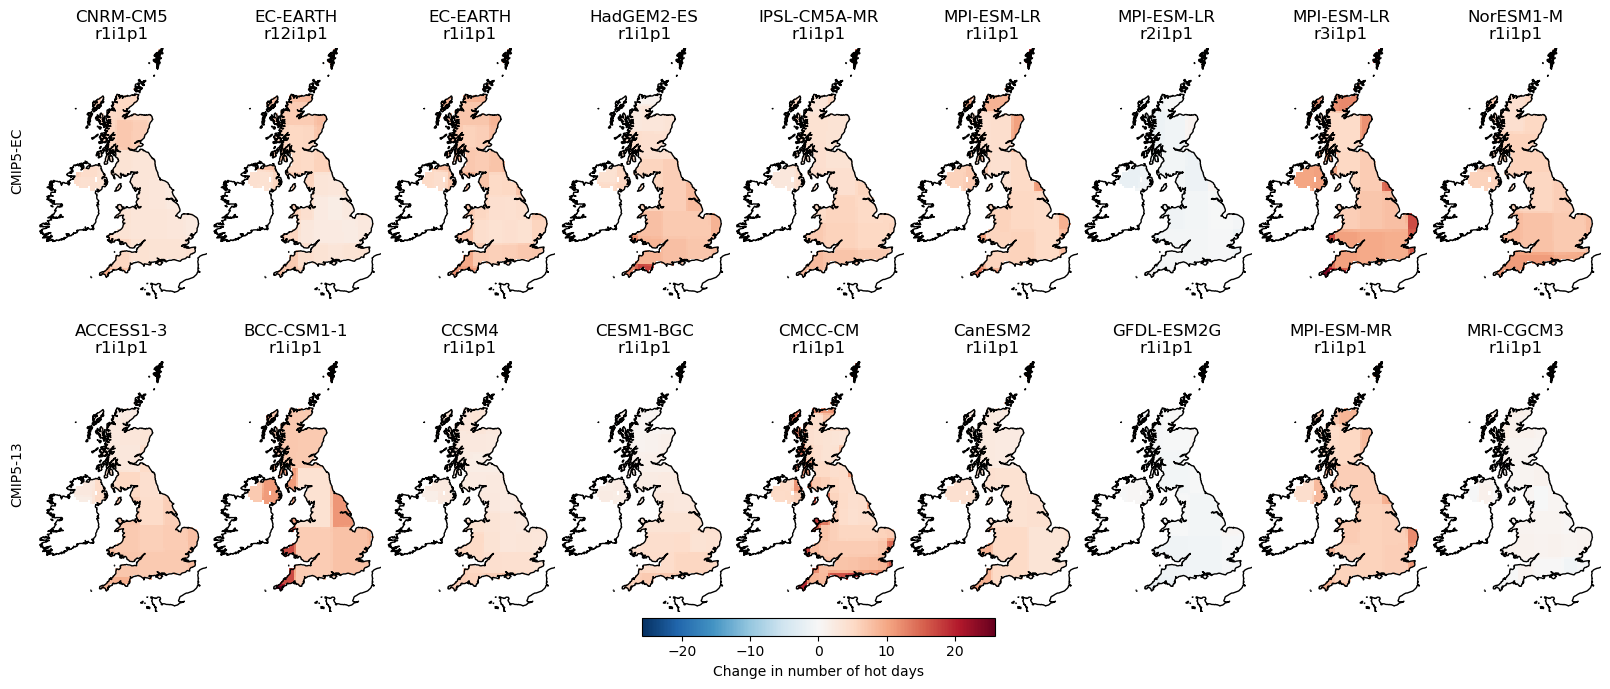 CNRM-CM5 EC-EARTH EC-EARTH HadGEM2-ES IPSL-CM5A-MR MPI-ESM-LR MPI-ESM-LR MPI-ESM-LR NorESM1-M
r1i1p1 r12i1p1 r1i1p1 r1i1p1 r1i1p1 r1i1p1 r2i1p1 r3i1p1 r1i1p1
CMIP5-EC
ACCESS1-3 BCC-CSM1-1 CCSM4 CESM1-BGC CMCC-CM CanESM2 GFDL-ESM2G MPI-ESM-MR MRI-CGCM3
r1i1p1 r1i1p1 r1i1p1 r1i1p1 r1i1p1 r1i1p1 r1i1p1 r1i1p1 r1i1p1
CMIP5-13
−20 −10 0 10 20
Change in number of hot days